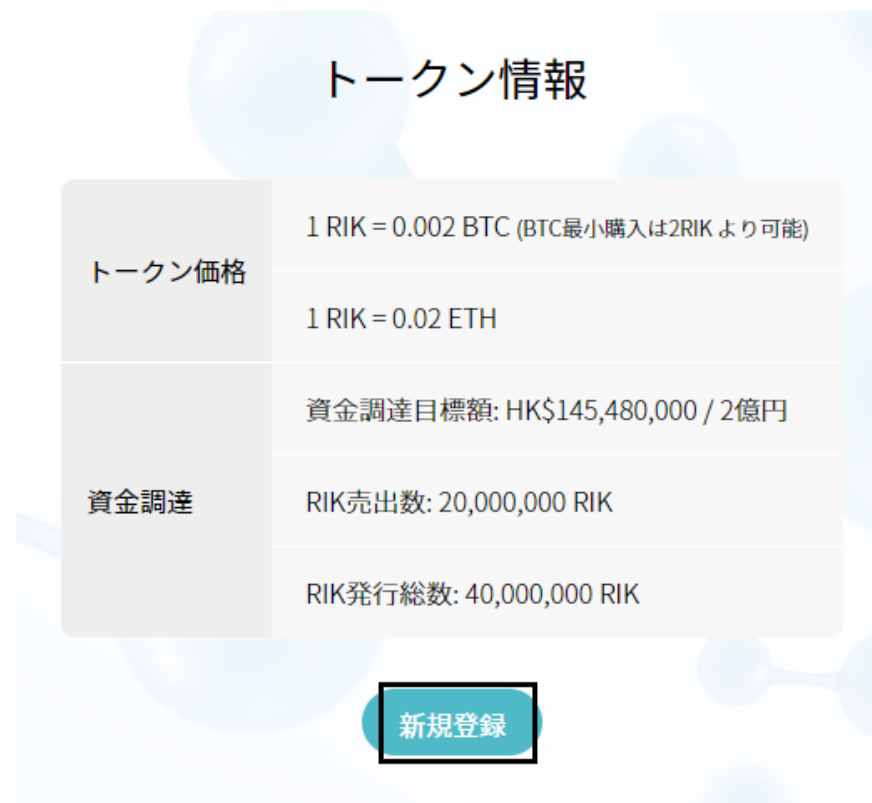 トークン情報
トークン価格
1 RIK = 0.002 BTC (BTC最小購入は2RIK より可能)
1 RIK = 0.02 ETH
資金調達
資金調達目標額: HK$145,480,000 / 2億円
RIK売出数: 20,000,000 RIK
RIK発行総数: 40,000,000 RIK
新規登録